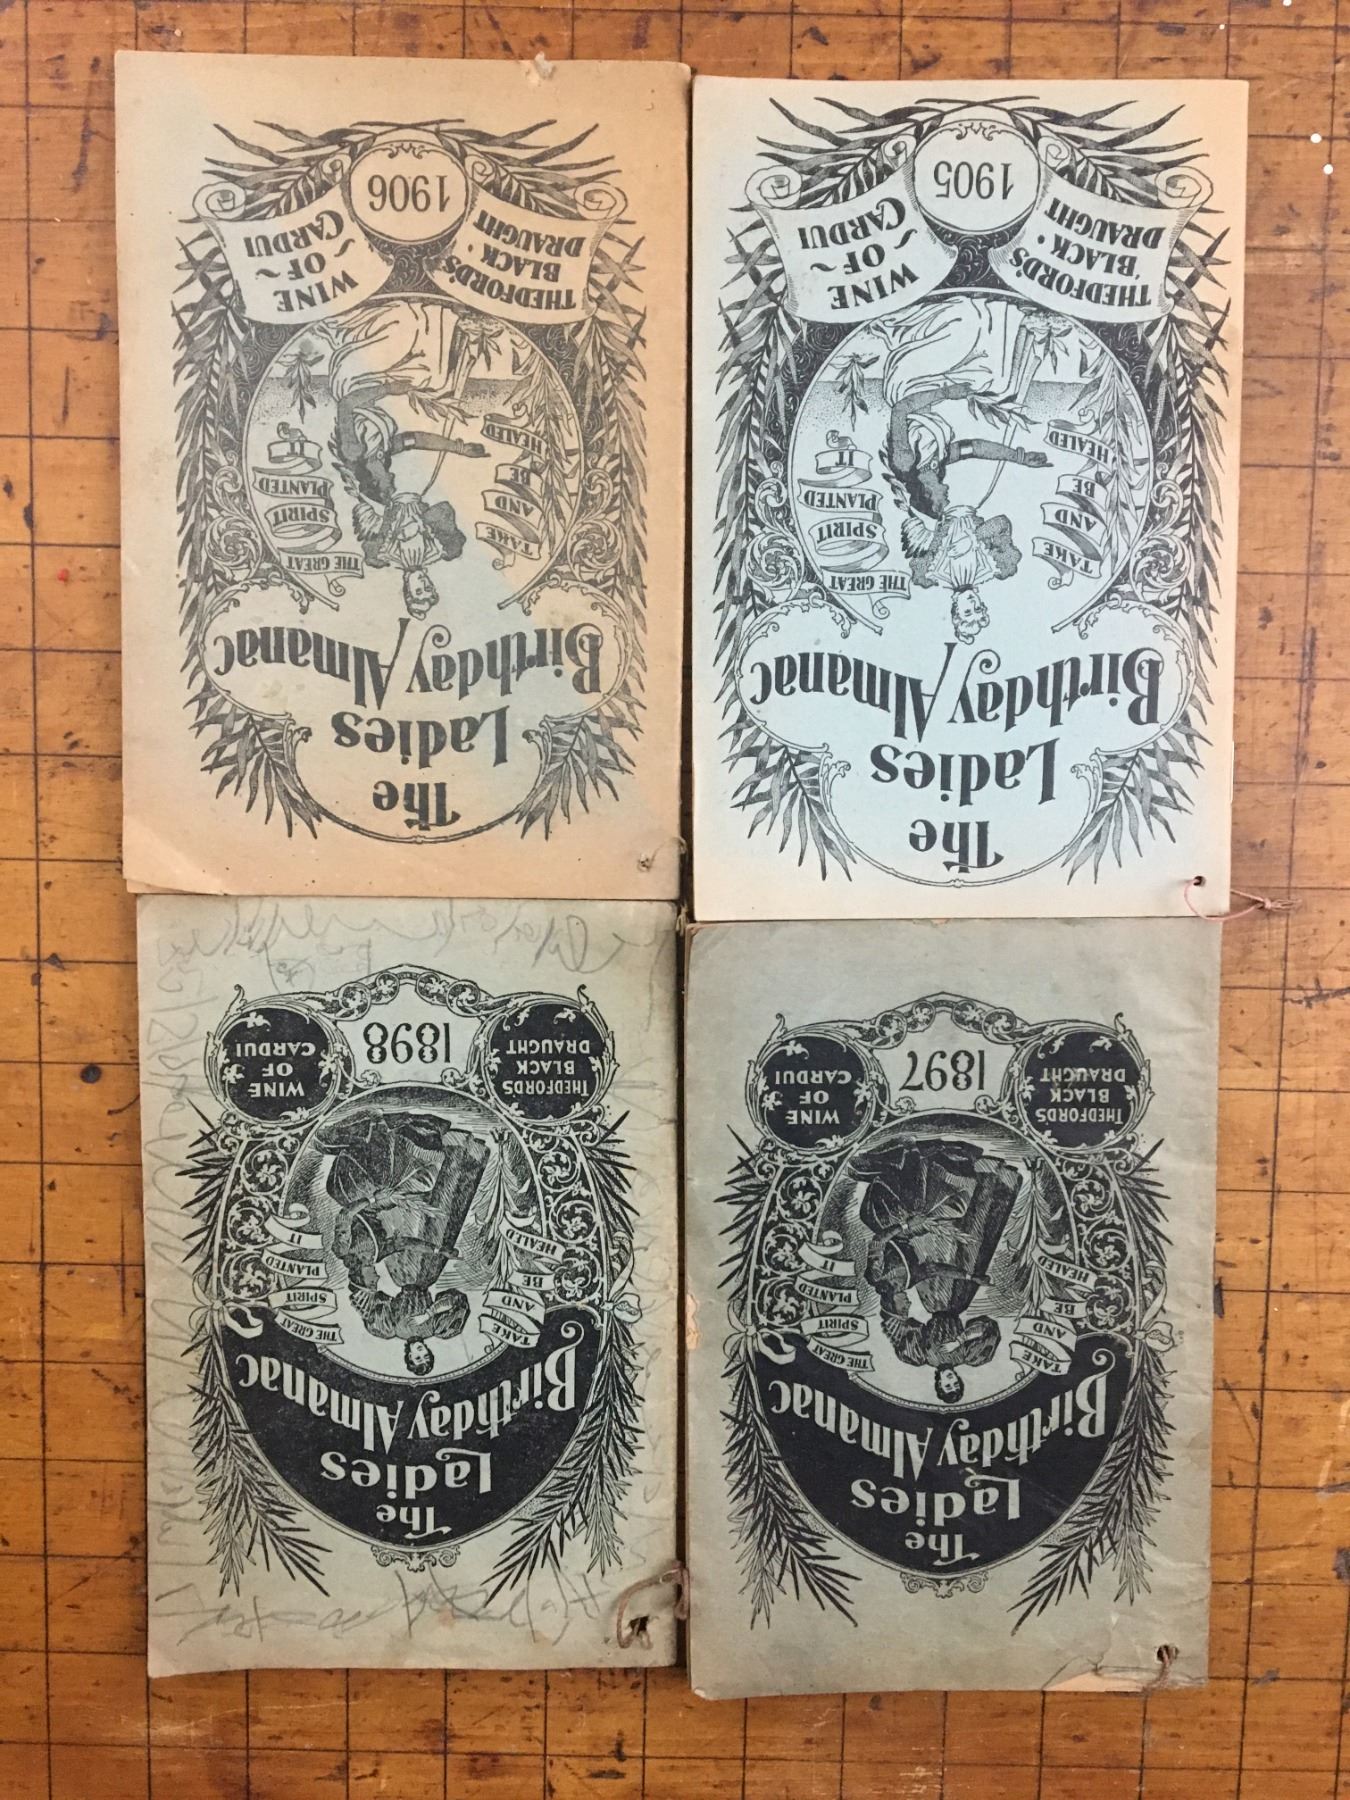 The
Ladies
Birthday Almanac
THE GREAT
SPIRIT
PLANTED
IT
TAKE
AND
BE
HEALED
WINE
OF
CARDUI
THEDFORD'S
BLACK
DRAUGHT
1897
The
Ladies
Birthday Almanac
THE GREAT
SPIRIT
PLANTED
IT
TAKE
AND
BE
HEALED
WINE
OF
CARDUI
THEDFORD'S
BLACK
DRAUGHT
1898
The
Ladies
Birthday Almanac
THE GREAT
SPIRIT
PLANTED
IT
TAKE
AND
BE
HEALED
WINE
OF
CARDUI
THEDFORD'S
BLACK
DRAUGHT
1905
The
Ladies
Birthday Almanac
THE GREAT
SPIRIT
PLANTED
IT
TAKE
AND
BE
HEALED
WINE
OF
CARDUI
THEDFORD'S
BLACK
DRAUGHT
1906